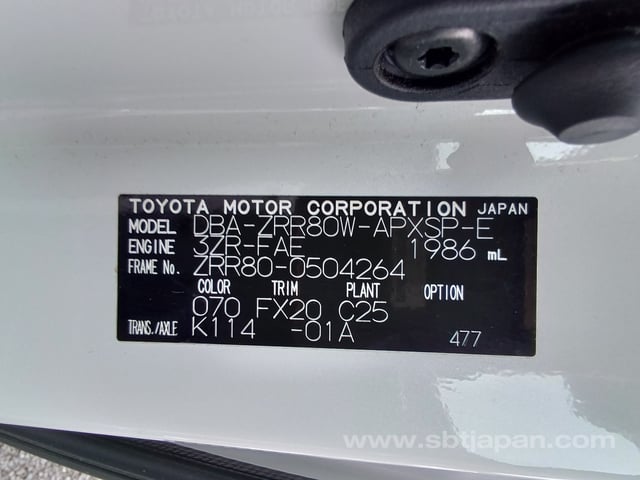 TOYOTA MOTOR CORPORATION JAPAN
MODEL DBA-ZRR80W-APXSP-E
ENGINE 3ZR-FAE 1986 mL
FRAME No. ZRR80-0504264
COLOR TRIM PLANT OPTION
070 FX20 C25
TRANS./AXLE K114 -01A 477
www.sbtjapan.com